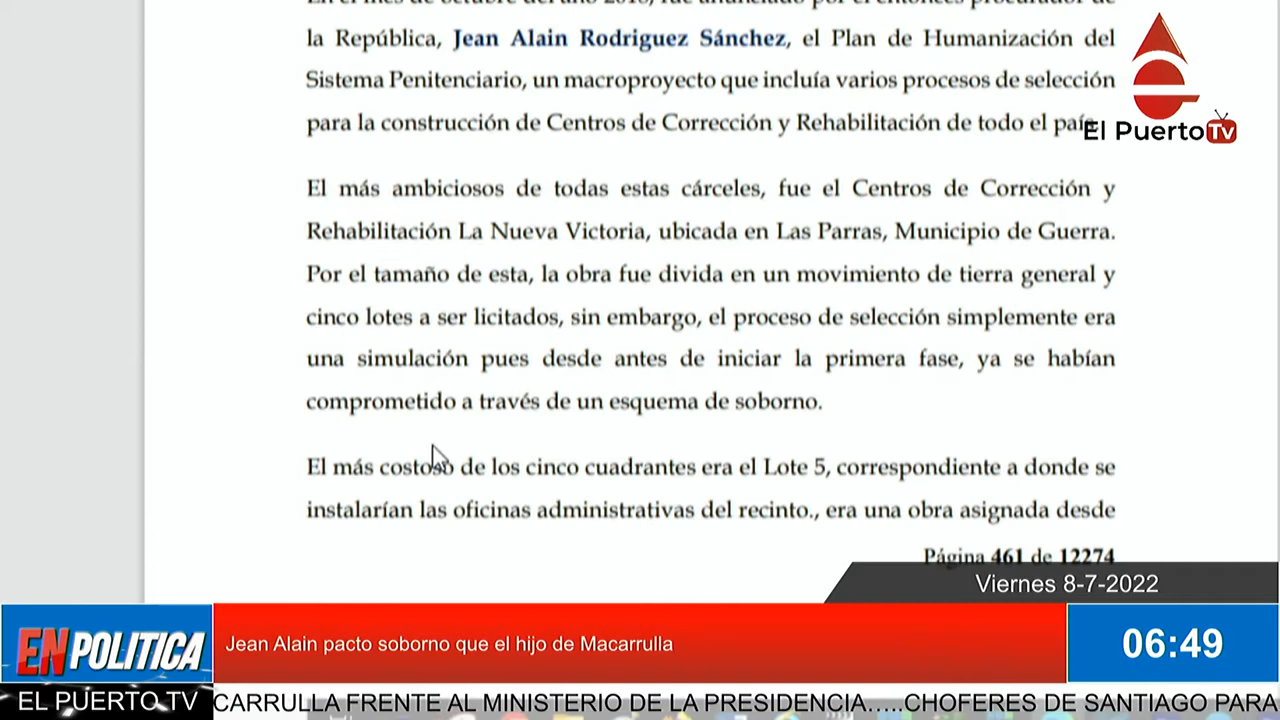 la República, Jean Alain Rodriguez Sánchez, el Plan de Humanización del
Sistema Penitenciario, un macroproyecto que incluía varios procesos de selección
para la construcción de Centros de Corrección y Rehabilitación de todo el país.
El Puerto Tv
El más ambiciosos de todas estas cárceles, fue el Centros de Corrección y
Rehabilitación La Nueva Victoria, ubicada en Las Parras, Municipio de Guerra.
Por el tamaño de esta, la obra fue divida en un movimiento de tierra general y
cinco lotes a ser licitados, sin embargo, el proceso de selección simplemente era
una simulación pues desde antes de iniciar la primera fase, ya se habían
comprometido a través de un esquema de soborno.
El más costoso de los cinco cuadrantes era el Lote 5, correspondiente a donde se
instalarían las oficinas administrativas del recinto., era una obra asignada desde
Página 461 de 12274
Viernes 8-7-2022
EN POLITICA
Jean Alain pacto soborno que el hijo de Macarrulla
06:49
EL PUERTO TV
CARRULLA FRENTE AL MINISTERIO DE LA PRESIDENCIA.....CHOFERES DE SANTIAGO PARA